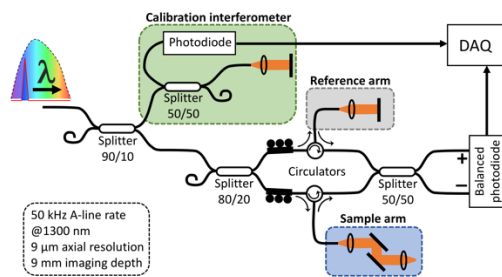 Calibration interferometer
Photodiode
DAQ
λ
Splitter
50/50
Reference arm
Splitter
90/10
Circulators
Splitter
80/20
Splitter
50/50
+
−
Balanced
photodiode
50 kHz A-line rate
@1300 nm
9 µm axial resolution
9 mm imaging depth
Sample arm